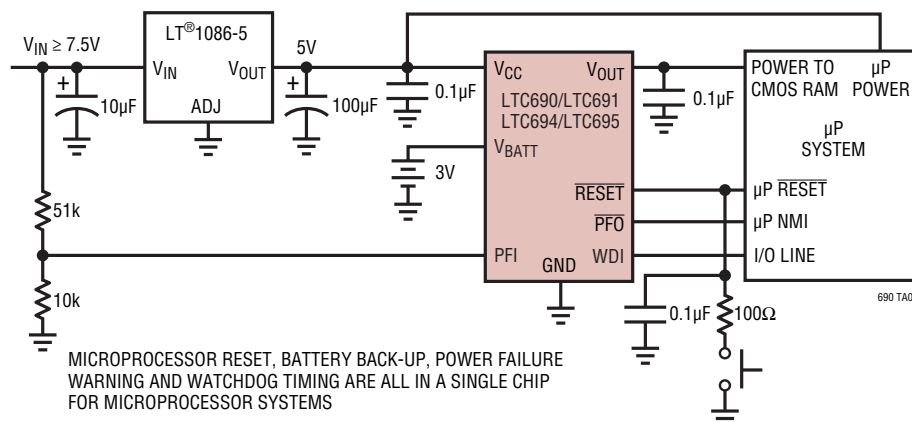 LT®1086-5
VIN ≥ 7.5V
VIN
VOUT
ADJ
5V
+
10µF
+
100µF
0.1µF
VCC
VOUT
LTC690/LTC691
LTC694/LTC695
VBATT
3V
RESET
PFO
PFI
GND
WDI
0.1µF
POWER TO
CMOS RAM
µP
POWER
µP
SYSTEM
µP RESET
µP NMI
I/O LINE
51k
10k
0.1µF
100Ω
690 TA0
MICROPROCESSOR RESET, BATTERY BACK-UP, POWER FAILURE
WARNING AND WATCHDOG TIMING ARE ALL IN A SINGLE CHIP
FOR MICROPROCESSOR SYSTEMS